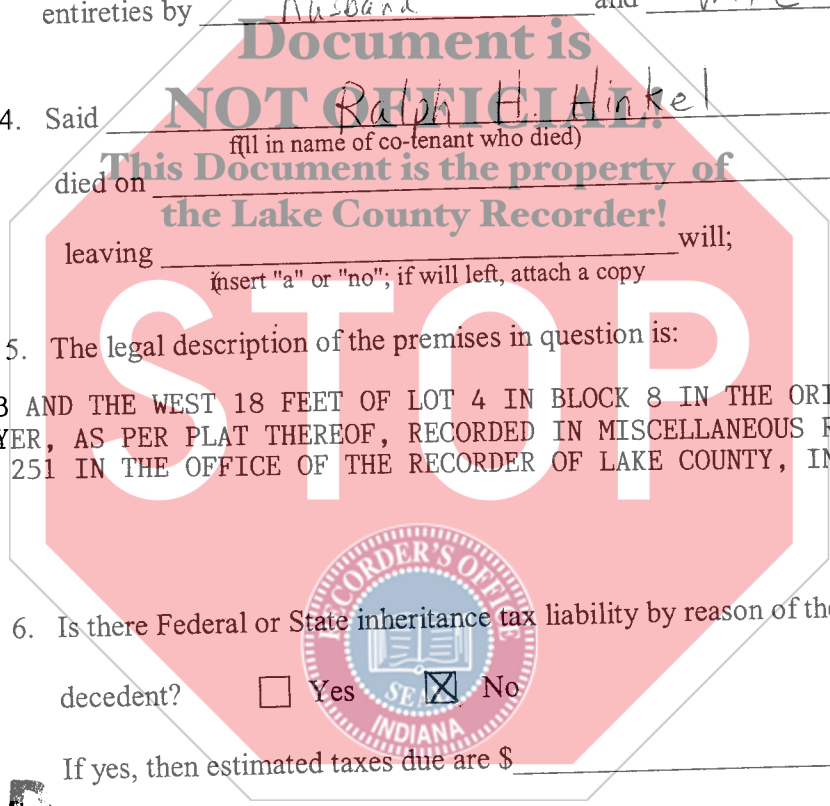 entireties by Husband and
Document is
NOT OFFICIAL!
4. Said Ralph H. Hinkel
(fill in name of co-tenant who died)
This Document is the property of
died on
the Lake County Recorder!
leaving will;
(insert "a" or "no"; if will left, attach a copy
STOP
5. The legal description of the premises in question is:
3 AND THE WEST 18 FEET OF LOT 4 IN BLOCK 8 IN THE ORI
YER, AS PER PLAT THEREOF, RECORDED IN MISCELLANEOUS R
251 IN THE OFFICE OF THE RECORDER OF LAKE COUNTY, IN
RECORDER'S OFFICE
6. Is there Federal or State inheritance tax liability by reason of the
decedent? Yes No
SEAL
INDIANA
If yes, then estimated taxes due are $